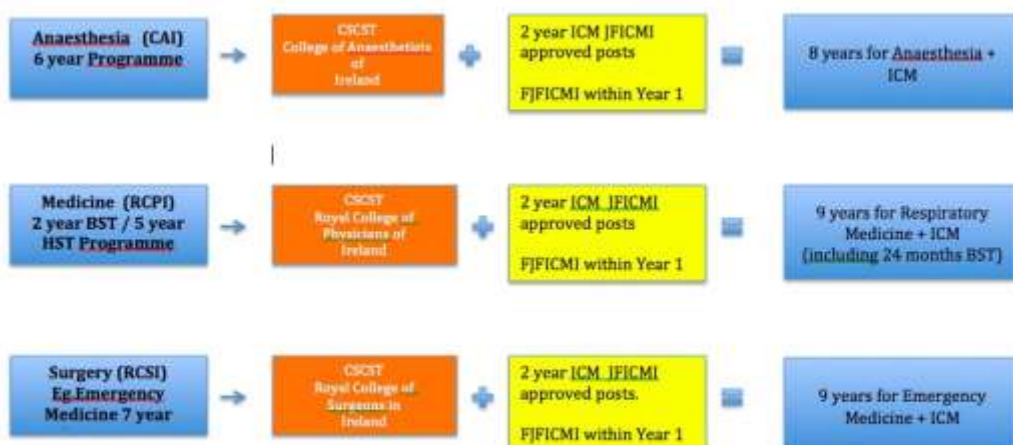 Anaesthesia (CAI)
6 year Programme
CSCST
College of Anaesthetists
of
Ireland
2 year ICM JFICMI
approved posts
FJFICMI within Year 1
8 years for Anaesthesia +
ICM
Medicine (RCPI)
2 year BST / 5 year
HST Programme
CSCST
Royal College of
Physicians of
Ireland
2 year ICM JFICMI
approved posts
FJFICMI within Year 1
9 years for Respiratory
Medicine + ICM
(including 24 months BST)
Surgery (RCSI)
Eg.Emergency
Medicine 7 year
CSCST
Royal College of
Surgeons in
Ireland
2 year ICM JFICMI
approved posts.
FJFICMI within Year 1
9 years for Emergency
Medicine + ICM